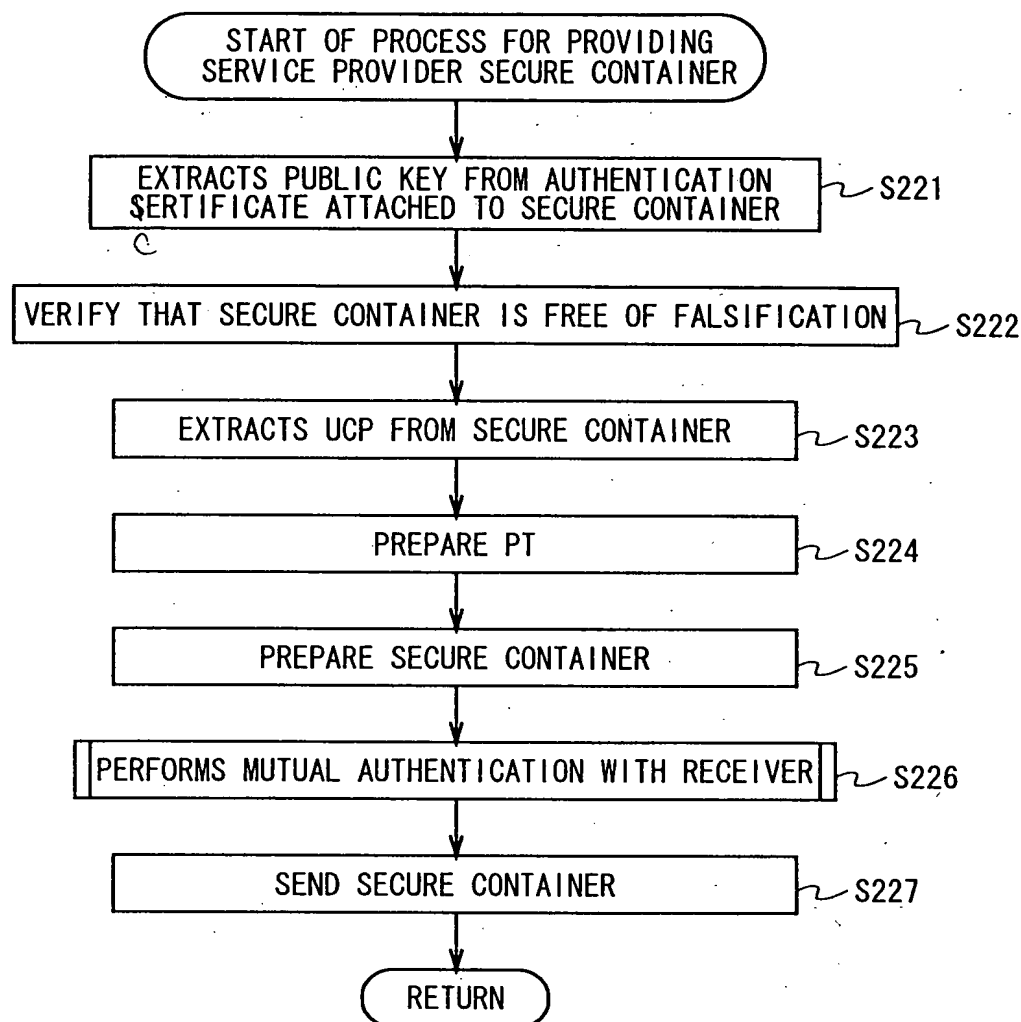 START OF PROCESS FOR PROVIDING
SERVICE PROVIDER SECURE CONTAINER
EXTRACTS PUBLIC KEY FROM AUTHENTICATION
SERTIFICATE ATTACHED TO SECURE CONTAINER
C
S221
VERIFY THAT SECURE CONTAINER IS FREE OF FALSIFICATION
S222
EXTRACTS UCP FROM SECURE CONTAINER
S223
PREPARE PT
S224
PREPARE SECURE CONTAINER
S225
PERFORMS MUTUAL AUTHENTICATION WITH RECEIVER
S226
SEND SECURE CONTAINER
S227
RETURN